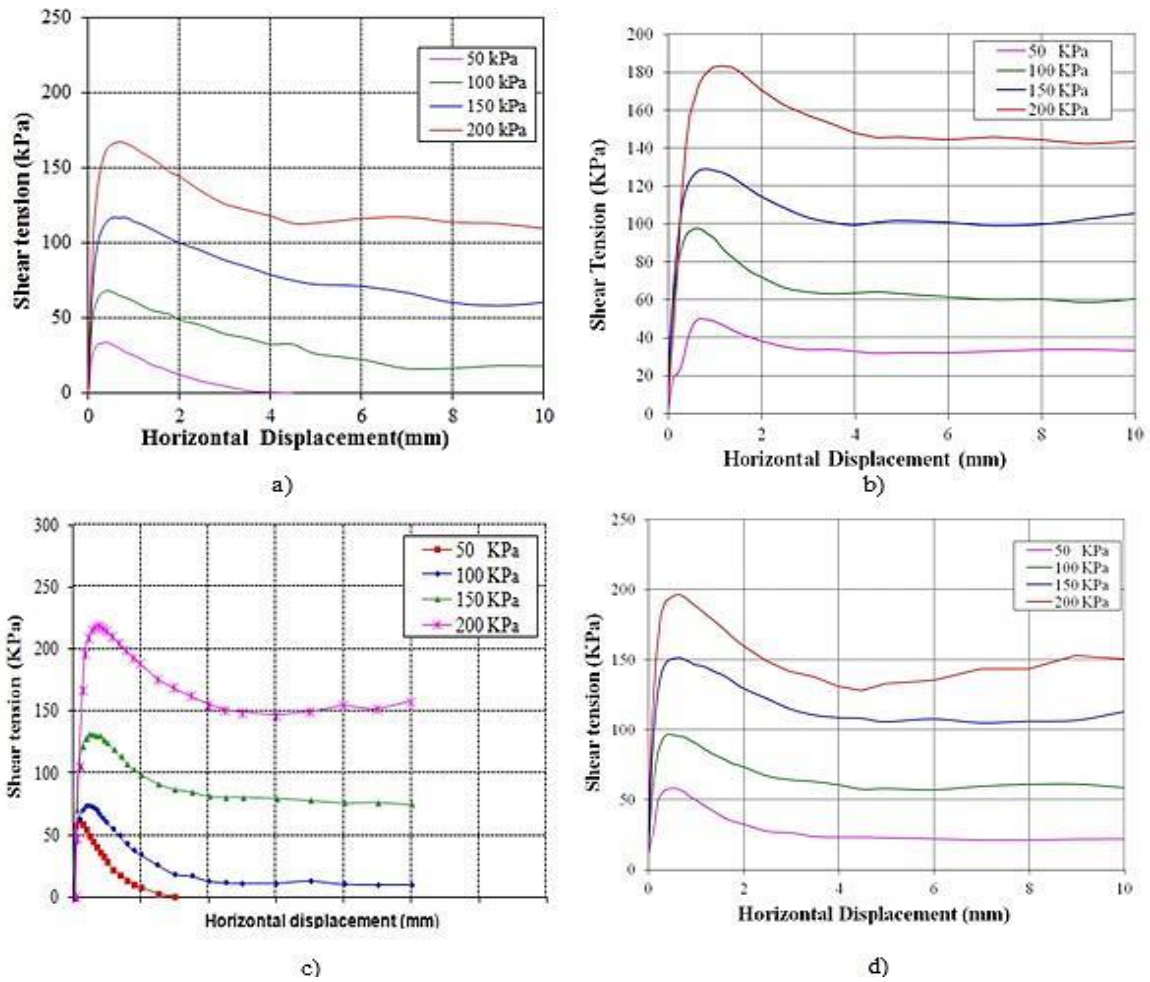 250
200
150
100
50
0
0 2 4 6 8 10
Shear tension (kPa)
Horizontal Displacement(mm)
50 kPa
100 kPa
150 kPa
200 kPa
a)
200
180
160
140
120
100
80
60
40
20
0
0 2 4 6 8 10
Shear Tension (KPa)
Horizontal Displacement (mm)
50 KPa
100 KPa
150 KPa
200 KPa
b)
300
250
200
150
100
50
0
Shear tension (KPa)
Horizontal displacement (mm)
50 KPa
100 KPa
150 KPa
200 KPa
c)
250
200
150
100
50
0
0 2 4 6 8 10
Shear tension (KPa)
Horizontal Displacement (mm)
50 KPa
100 KPa
150 KPa
200 KPa
d)